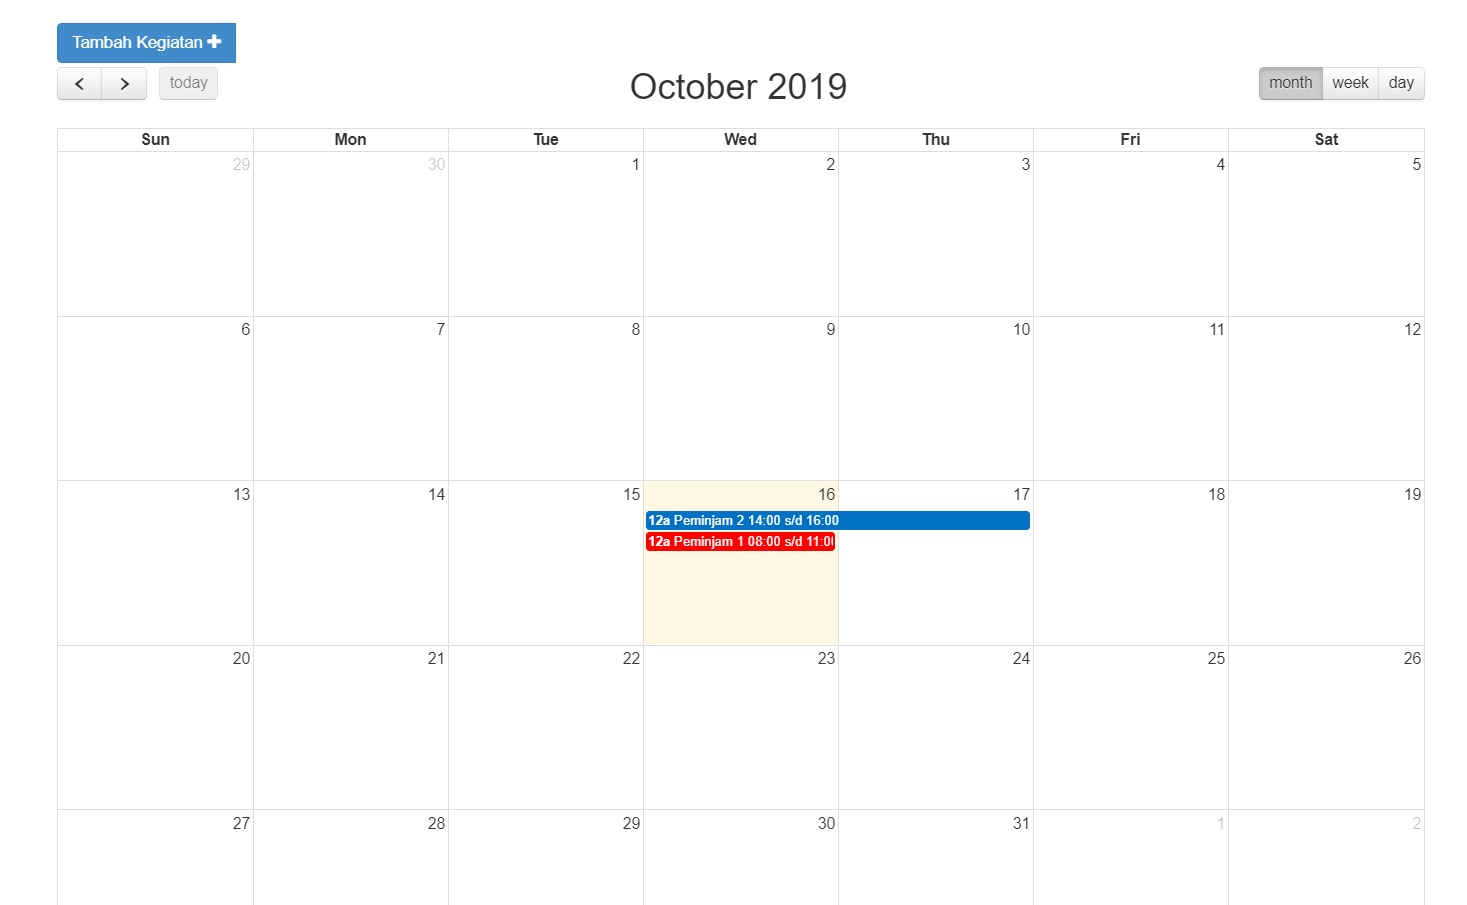 Tambah Kegiatan
today
October 2019
month week day
Sun Mon Tue Wed Thu Fri Sat
29 30 1 2 3 4 5
6 7 8 9 10 11 12
13 14 15 16 17 18 19
12a Peminjam 2 14:00 s/d 16:00
12a Peminjam 1 08:00 s/d 11:0
20 21 22 23 24 25 26
27 28 29 30 31 1 2